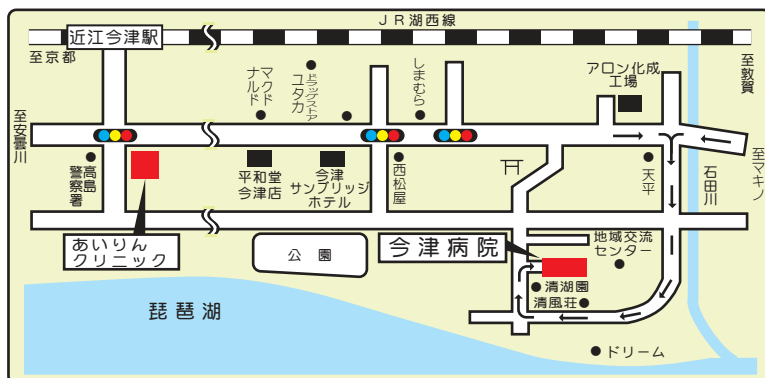 JR湖西線
近江今津駅
至京都
至敦賀
マクド
ナルド
ドラッグストア
ユタカ
しまむら
アロン化成
工場
至安曇川
至マキノ
高島
警察署
平和堂
今津店
今津
サンブリッジ
ホテル
西松屋
天平
石田川
あいりん
クリニック
公園
今津病院
地域交流
センター
清湖園
清風荘
琵琶湖
ドリーム